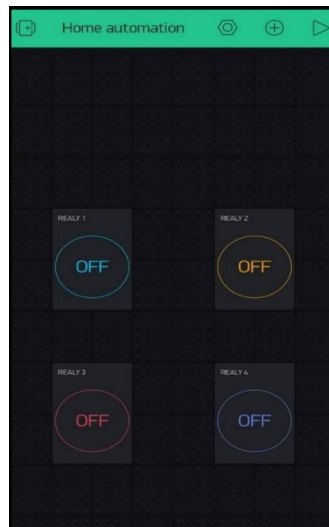 Home automation
REALY 1 REALY 2
OFF OFF
REALY 3 REALY 4
OFF OFF